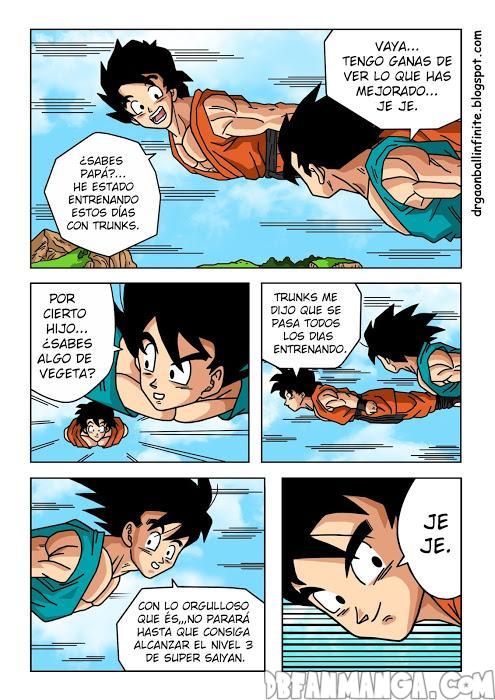 VAYA...
TENGO GANAS DE
VER LO QUE HAS
MEJORADO...
JE JE.
¿SABES
PAPÁ?...
HE ESTADO
ENTRENANDO
ESTOS DÍAS
CON TRUNKS.
drgaonballinfinite.blogspot.com
POR
CIERTO
HIJO...
¿SABES
ALGO DE
VEGETA?
TRUNKS ME
DIJO QUE SE
PASA TODOS
LOS DIAS
ENTRENANDO.
CON LO ORGULLOSO
QUE ÉS,,,NO PARARÁ
HASTA QUE CONSIGA
ALCANZAR EL NIVEL 3
DE SUPER SAIYAN.
JE
JE.
DBFANMANGA.COM